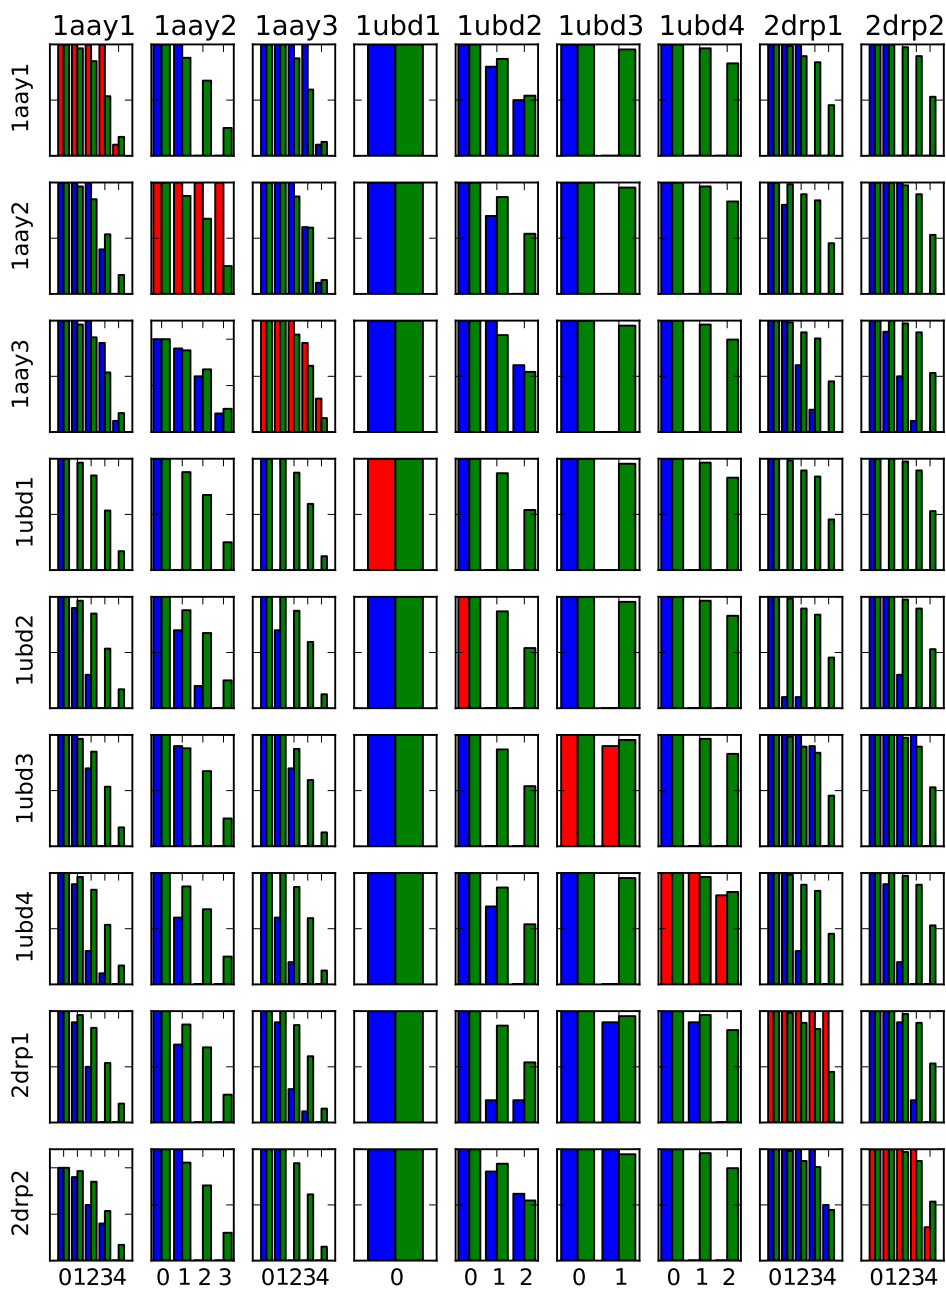 1aay1 1aay2 1aay3 1ubd1 1ubd2 1ubd3 1ubd4 2drp1 2drp2
1aay1
1aay2
1aay3
1ubd1
1ubd2
1ubd3
1ubd4
2drp1
2drp2
01234 0 1 2 3 01234 0 0 1 2 0 1 0 1 2 01234 01234